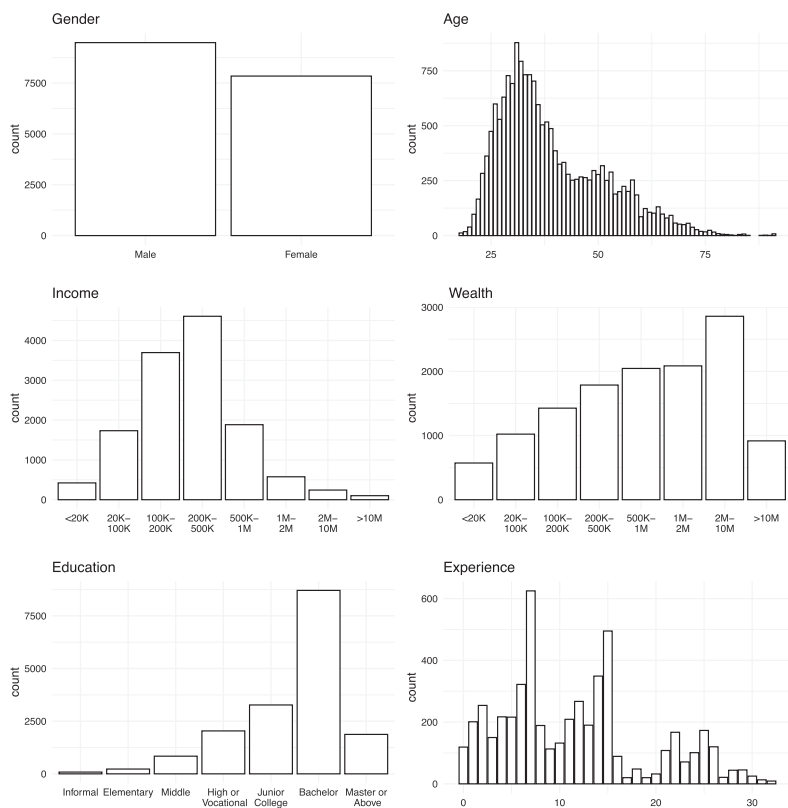 Gender
count
7500
5000
2500
0
Male Female
Age
count
750
500
250
0
25 50 75
Income
count
4000
3000
2000
1000
0
<20K 20K– 100K– 200K– 500K– 1M– 2M– >10M
100K 200K 500K 1M 2M 10M
Wealth
count
3000
2000
1000
0
<20K 20K– 100K– 200K– 500K– 1M– 2M– >10M
100K 200K 500K 1M 2M 10M
Education
count
7500
5000
2500
0
Informal Elementary Middle High or Junior Bachelor Master or
Vocational College Above
Experience
count
600
400
200
0
0 10 20 30